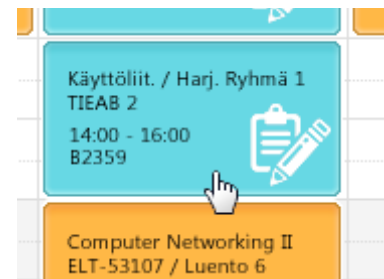 Käyttöliit. / Harj. Ryhmä 1
TIEAB 2
14:00 - 16:00
B2359
Computer Networking II
ELT-53107 / Luento 6